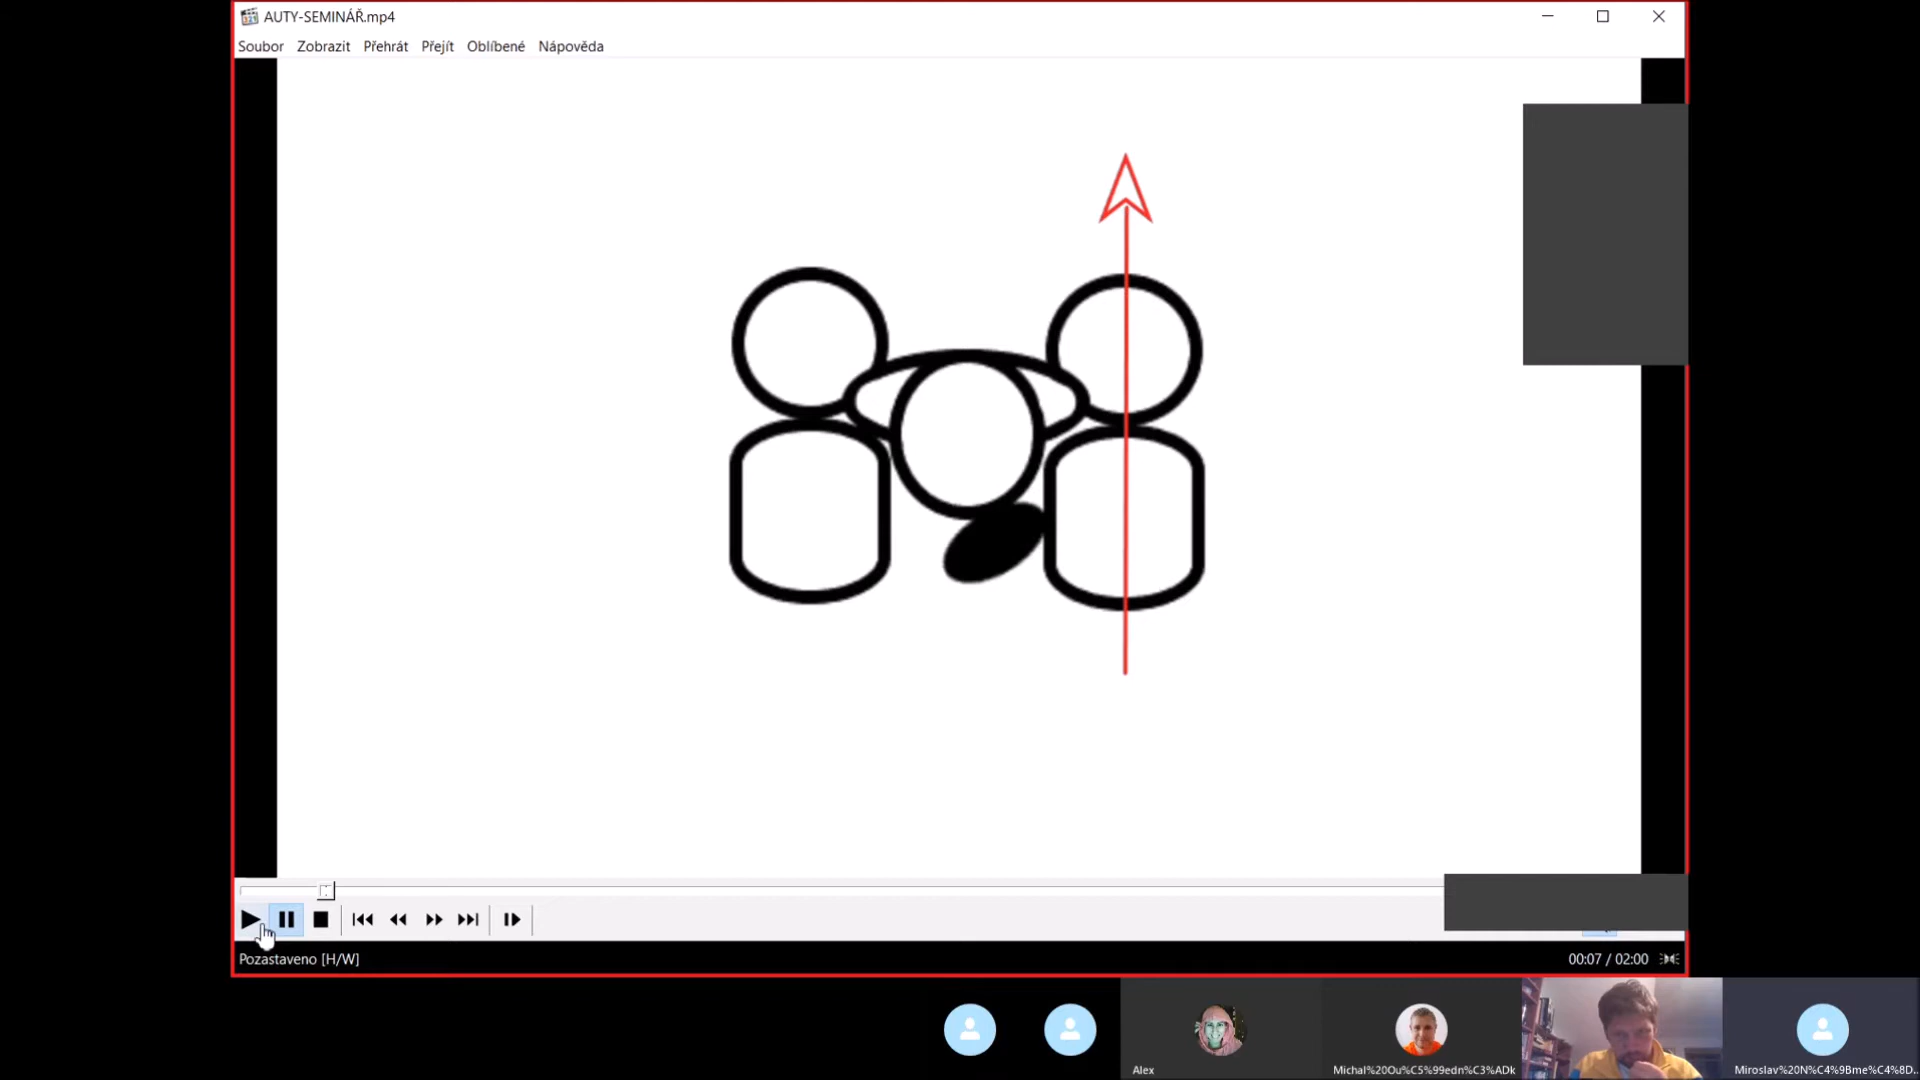 AUTY-SEMINÁŘ.mp4
Soubor Zobrazit Přehrát Přejít Oblíbené Nápověda
Pozastaveno [H/W]
00:07 / 02:00
Alex
Michal%20Ou%C5%99edn%C3%ADk
Miroslav%20N%C4%9Bme%C4%8D...